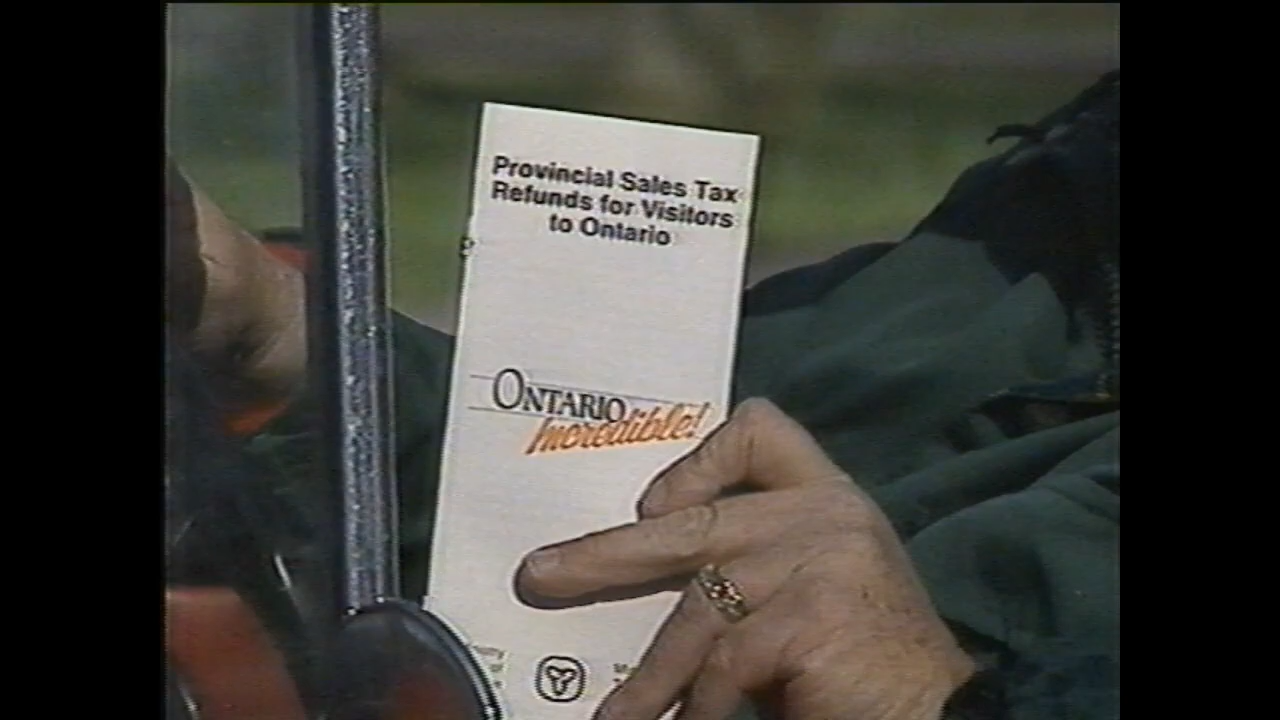 Provincial Sales Tax
Refunds for Visitors
to Ontario
ONTARIO
Incredible!